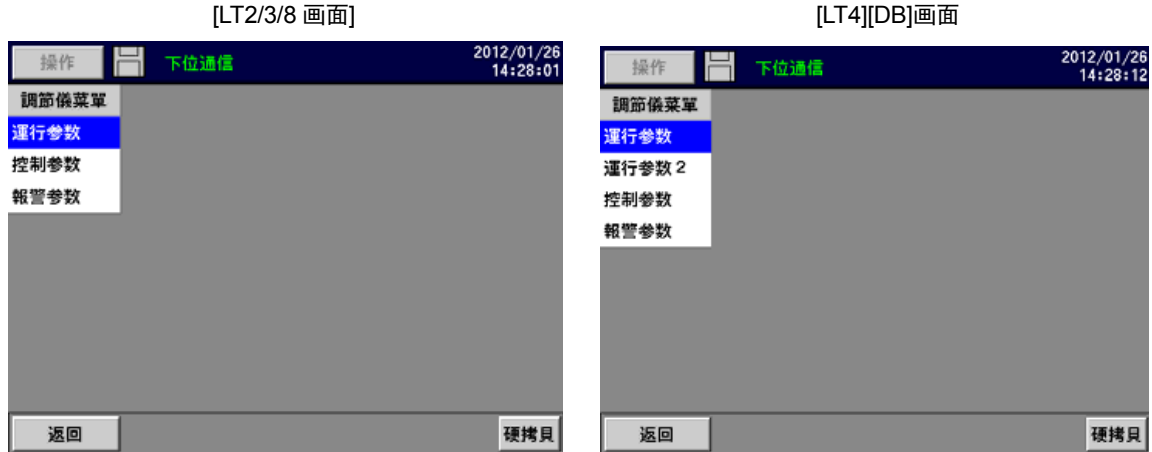 [LT2/3/8 画面]
操作
下位通信
2012/01/26
14:28:01
調節儀菜單
運行参数
控制参数
報警参数
返回
硬拷貝
[LT4][DB]画面
操作
下位通信
2012/01/26
14:28:12
調節儀菜單
運行参数
運行参数２
控制参数
報警参数
返回
硬拷貝